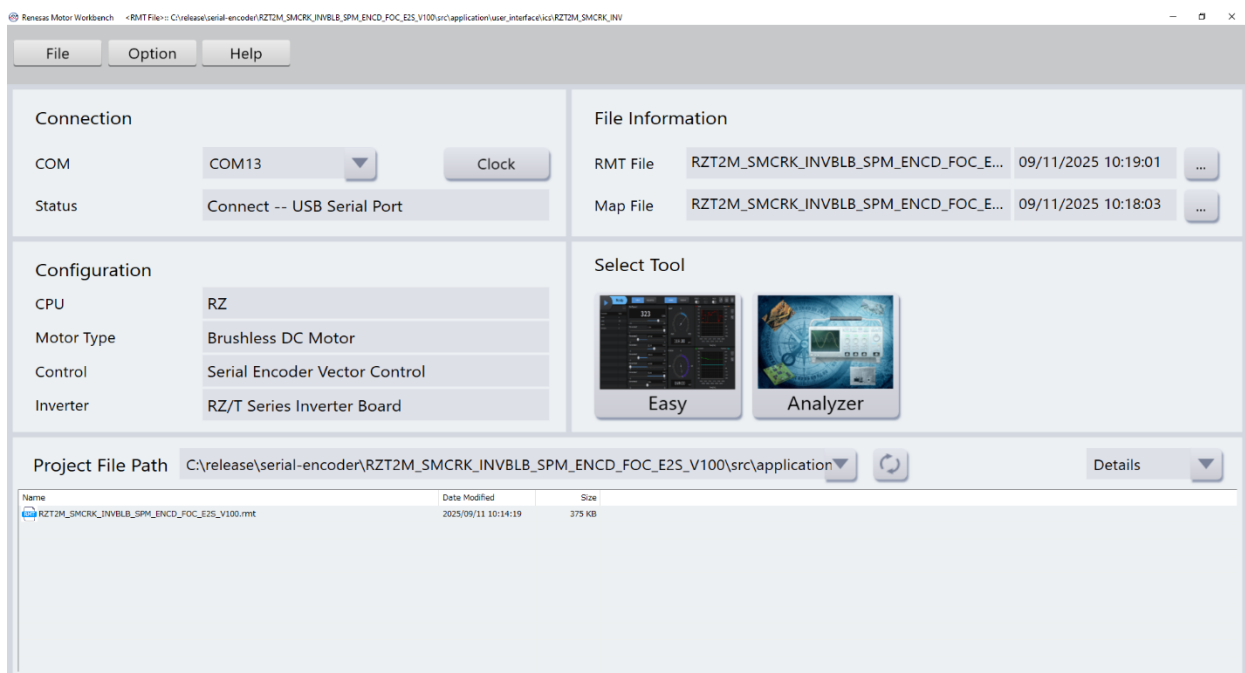 Renesas Motor Workbench <RMT File>:: C:\release\serial-encoder\RZT2M_SMCRK_INVBLB_SPM_ENCD_FOC_E2S_V100\src\application\user_interface\ics\RZT2M_SMCRK_INV
File Option Help
Connection
COM COM13 Clock
Status Connect -- USB Serial Port
File Information
RMT File RZT2M_SMCRK_INVBLB_SPM_ENCD_FOC_E... 09/11/2025 10:19:01 ...
Map File RZT2M_SMCRK_INVBLB_SPM_ENCD_FOC_E... 09/11/2025 10:18:03 ...
Configuration
CPU RZ
Motor Type Brushless DC Motor
Control Serial Encoder Vector Control
Inverter RZ/T Series Inverter Board
Select Tool
323
Easy Analyzer
Project File Path C:\release\serial-encoder\RZT2M_SMCRK_INVBLB_SPM_ENCD_FOC_E2S_V100\src\application Details
Name Date Modified Size
RMT RZT2M_SMCRK_INVBLB_SPM_ENCD_FOC_E2S_V100.rmt 2025/09/11 10:14:19 375 KB